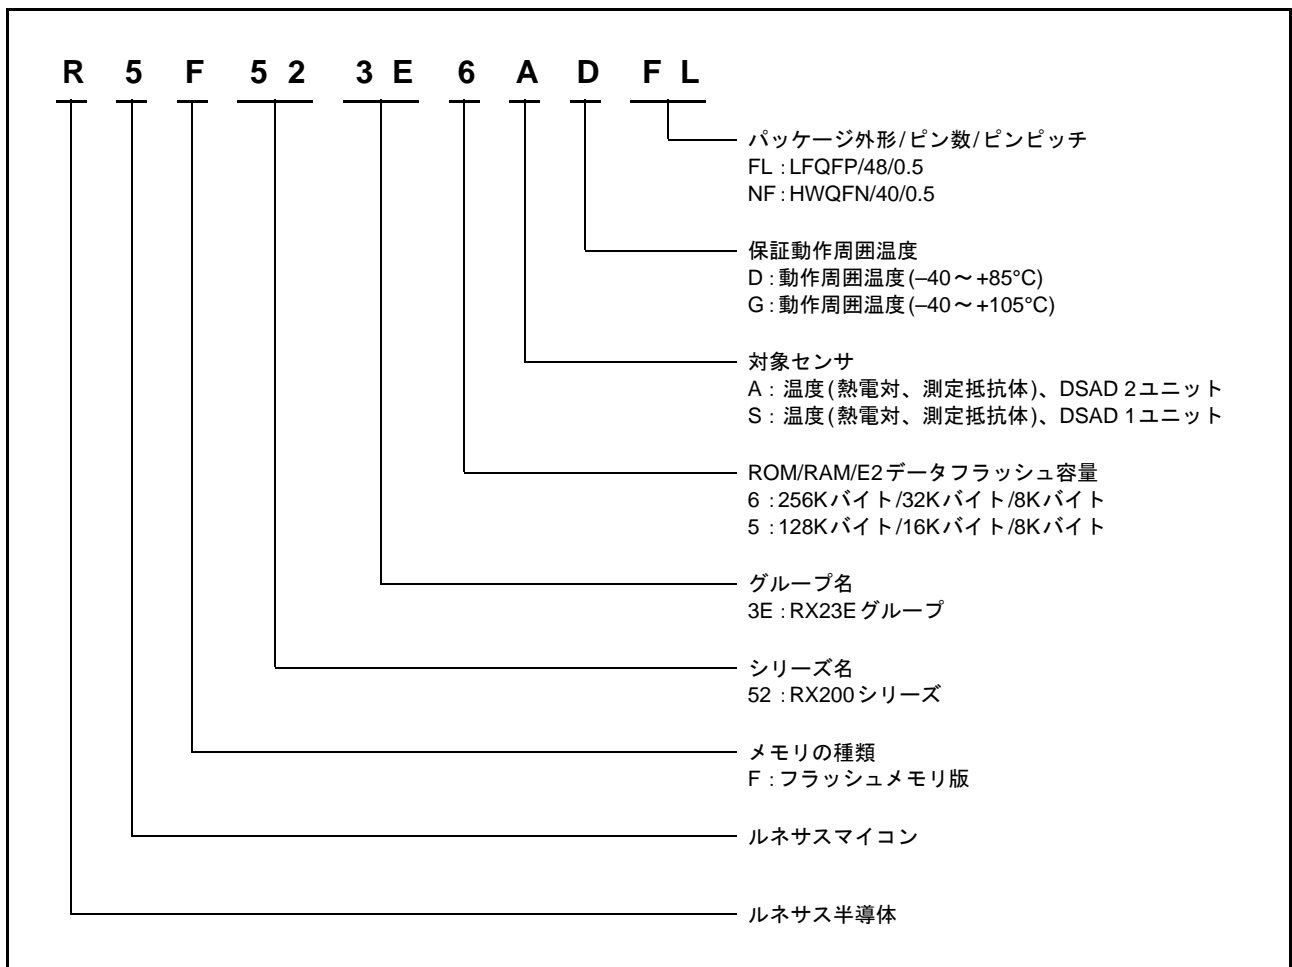 R 5 F 5 2 3 E 6 A D F L
パッケージ外形/ピン数/ピンピッチ
FL : LFQFP/48/0.5
NF : HWQFN/40/0.5
保証動作周囲温度
D : 動作周囲温度(–40～+85°C)
G : 動作周囲温度(–40～+105°C)
対象センサ
A : 温度(熱電対、測定抵抗体)、DSAD 2ユニット
S : 温度(熱電対、測定抵抗体)、DSAD 1ユニット
ROM/RAM/E2データフラッシュ容量
6 : 256Kバイト/32Kバイト/8Kバイト
5 : 128Kバイト/16Kバイト/8Kバイト
グループ名
3E : RX23Eグループ
シリーズ名
52 : RX200シリーズ
メモリの種類
F : フラッシュメモリ版
ルネサスマイコン
ルネサス半導体